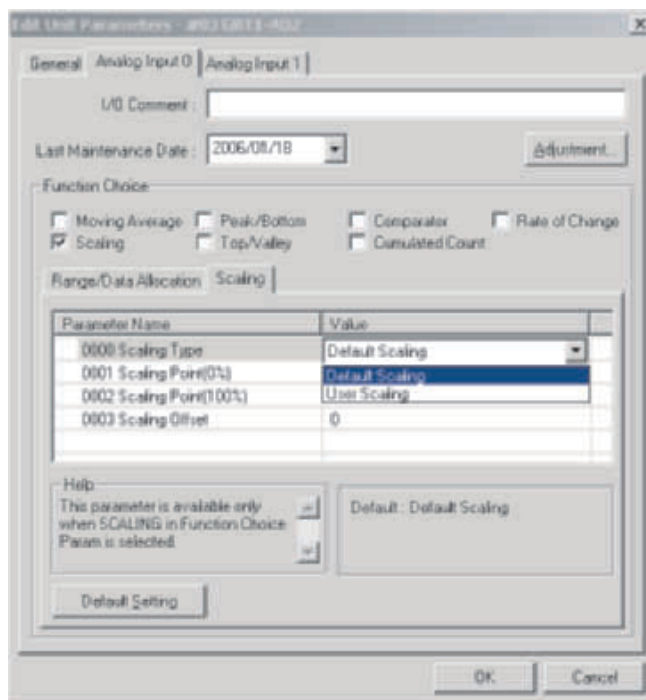 Edit Unit Parameters - #03 GRT1-AD2
General Analog Input 0 Analog Input 1
I/O Comment :
Last Maintenance Date : 2006/08/18
Adjustment...
Function Choice
Moving Average Peak/Bottom Comparator Rate of Change
Scaling Top/Valley Cumulated Count
Range/Data Allocation Scaling
Parameter Name Value
0000 Scaling Type Default Scaling
0001 Scaling Point(0%) Default Scaling
0002 Scaling Point(100%) User Scaling
0003 Scaling Offset 0
Help
This parameter is available only
when SCALING in Function Choice
Param is selected.
Default : Default Scaling
Default Setting
OK Cancel